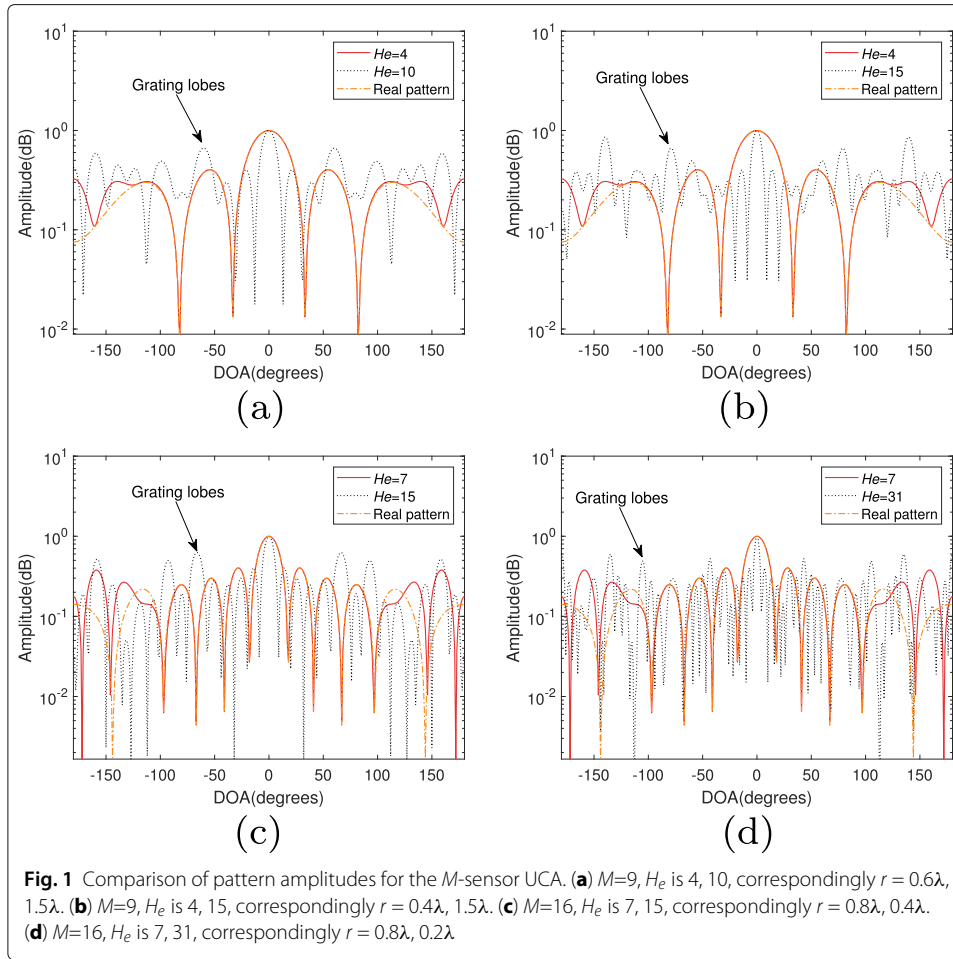 10^1
10^0
10^-1
10^-2
Amplitude(dB)
-150 -100 -50 0 50 100 150
DOA(degrees)
Grating lobes
He=4
He=10
Real pattern
(a)
10^1
10^0
10^-1
10^-2
Amplitude(dB)
-150 -100 -50 0 50 100 150
DOA(degrees)
Grating lobes
He=4
He=15
Real pattern
(b)
10^1
10^0
10^-1
10^-2
Amplitude(dB)
-150 -100 -50 0 50 100 150
DOA(degrees)
Grating lobes
He=7
He=15
Real pattern
(c)
10^1
10^0
10^-1
10^-2
Amplitude(dB)
-150 -100 -50 0 50 100 150
DOA(degrees)
Grating lobes
He=7
He=31
Real pattern
(d)
Fig. 1 Comparison of pattern amplitudes for the M-sensor UCA. (a) M=9, H_e is 4, 10, correspondingly r = 0.6λ,
1.5λ. (b) M=9, H_e is 4, 15, correspondingly r = 0.4λ, 1.5λ. (c) M=16, H_e is 7, 15, correspondingly r = 0.8λ, 0.4λ.
(d) M=16, H_e is 7, 31, correspondingly r = 0.8λ, 0.2λ